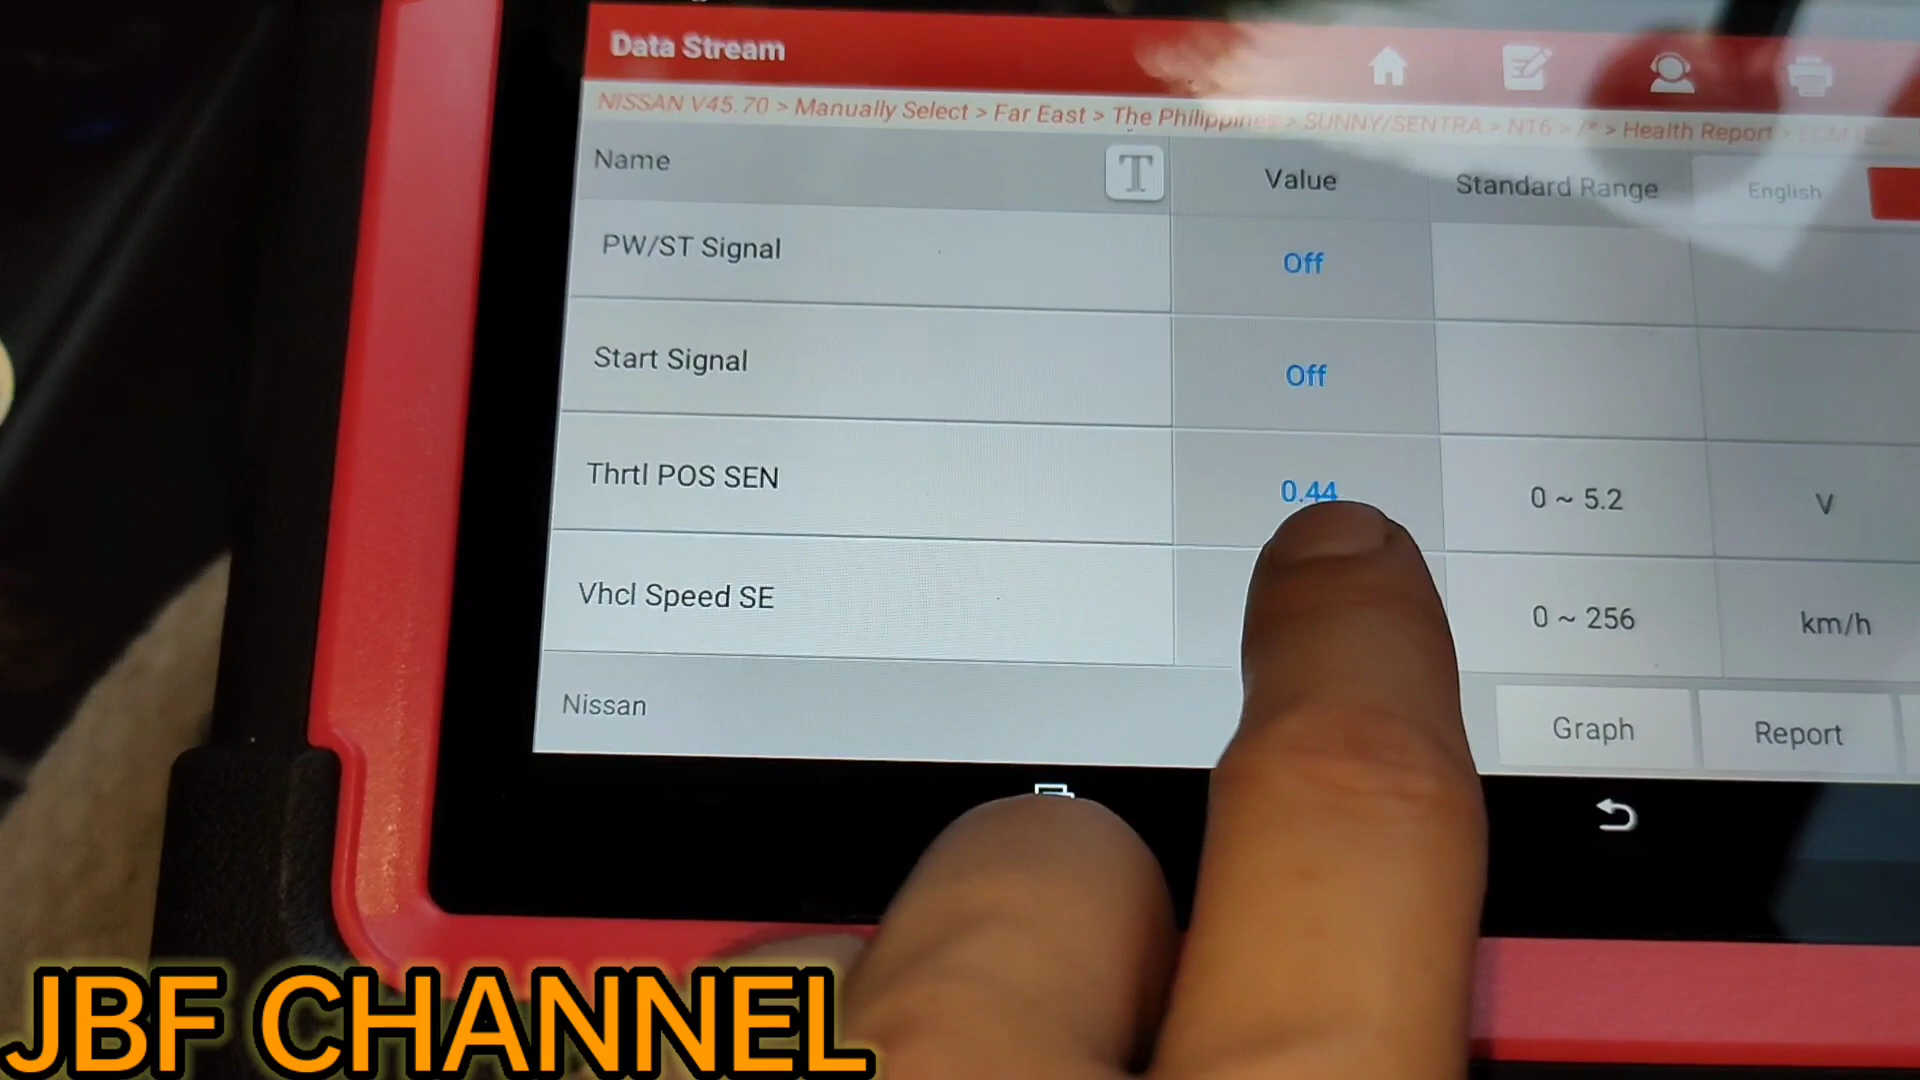 Data Stream
NISSAN V45.70 > Manually Select > Far East > The Philippines > SUNNY/SENTRA > N16 > /* > Health Report >
Name T Value Standard Range English
PW/ST Signal Off
Start Signal Off
Thrtl POS SEN 0.44 0 ~ 5.2 V
Vhcl Speed SE 0 ~ 256 km/h
Nissan Graph Report
JBF CHANNEL